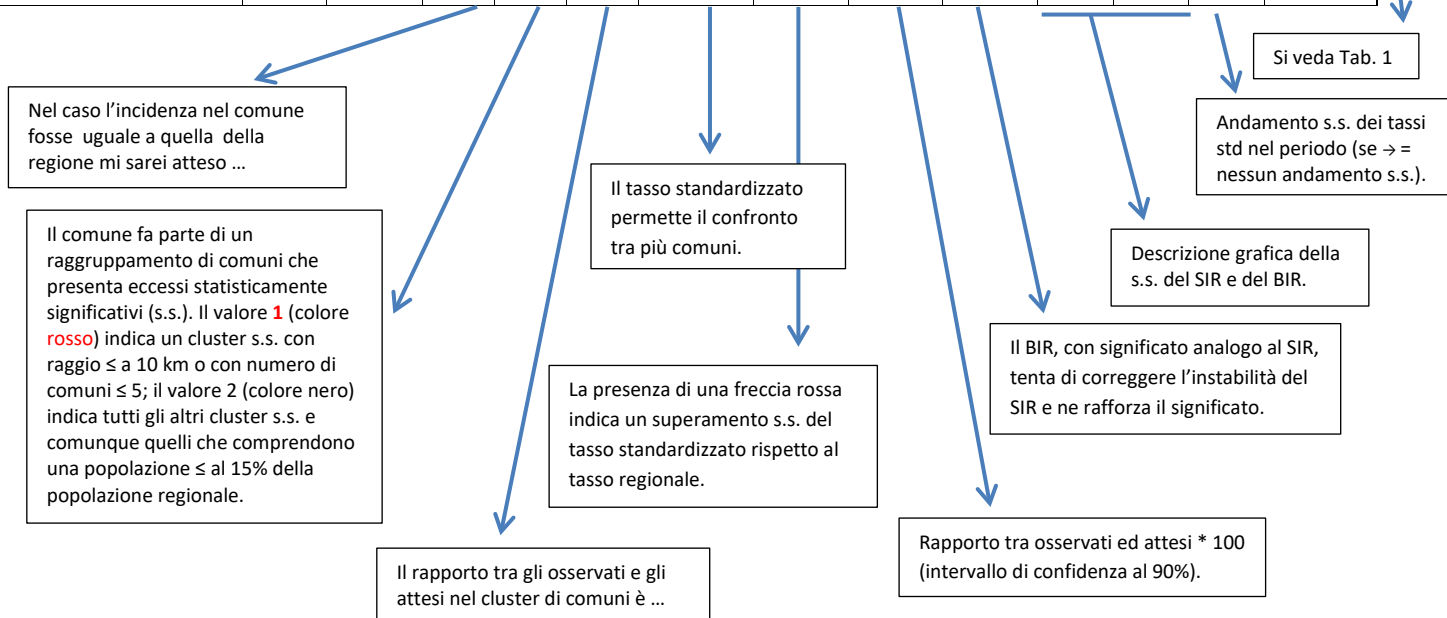 Si veda Tab. 1
Nel caso l'incidenza nel comune
fosse uguale a quella della
regione mi sarei atteso …
Andamento s.s. dei tassi
std nel periodo (se → =
nessun andamento s.s.).
Il tasso standardizzato
permette il confronto
tra più comuni.
Il comune fa parte di un
raggruppamento di comuni che
presenta eccessi statisticamente
significativi (s.s.). Il valore 1 (colore
rosso) indica un cluster s.s. con
raggio ≤ a 10 km o con numero di
comuni ≤ 5; il valore 2 (colore nero)
indica tutti gli altri cluster s.s. e
comunque quelli che comprendono
una popolazione ≤ al 15% della
popolazione regionale.
Descrizione grafica della
s.s. del SIR e del BIR.
Il BIR, con significato analogo al SIR,
tenta di correggere l'instabilità del
SIR e ne rafforza il significato.
La presenza di una freccia rossa
indica un superamento s.s. del
tasso standardizzato rispetto al
tasso regionale.
Rapporto tra osservati ed attesi * 100
(intervallo di confidenza al 90%).
Il rapporto tra gli osservati e gli
attesi nel cluster di comuni è …